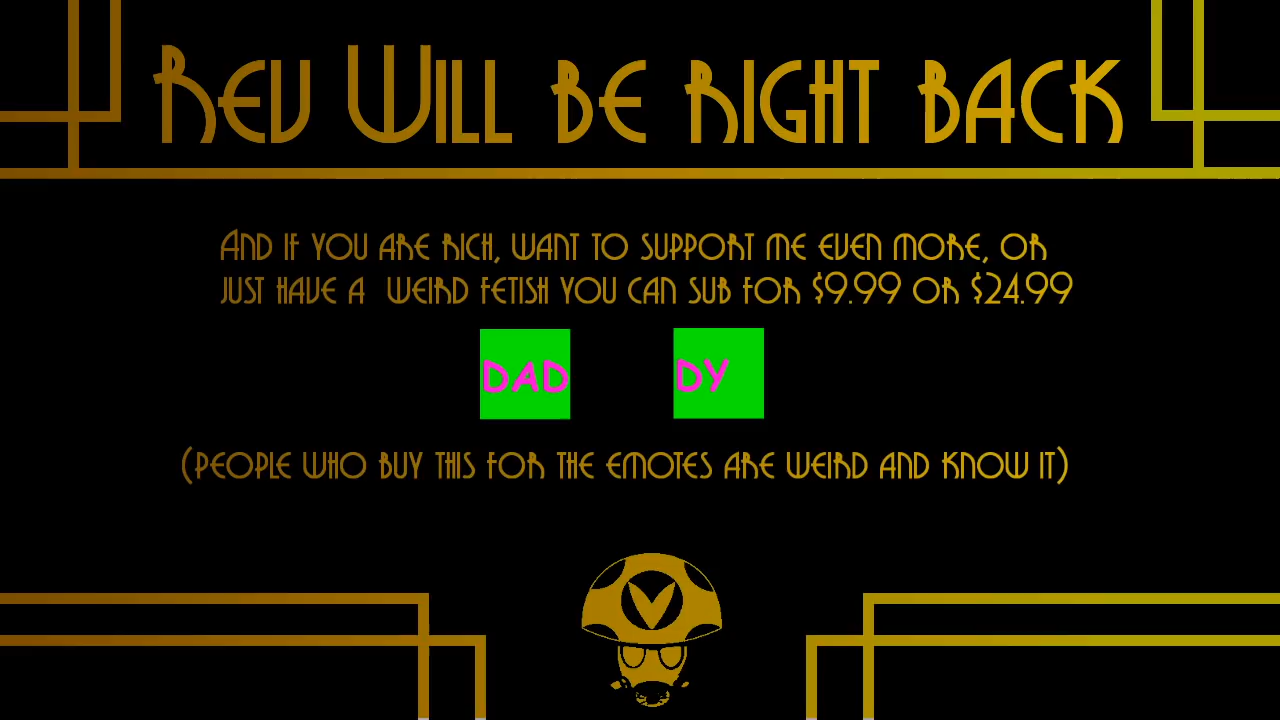 Rev Will be right back
And if you are rich, want to support me even more, or
just have a weird fetish you can sub for $9.99 or $24.99
DAD DY
(people who buy this for the emotes are weird and know it)